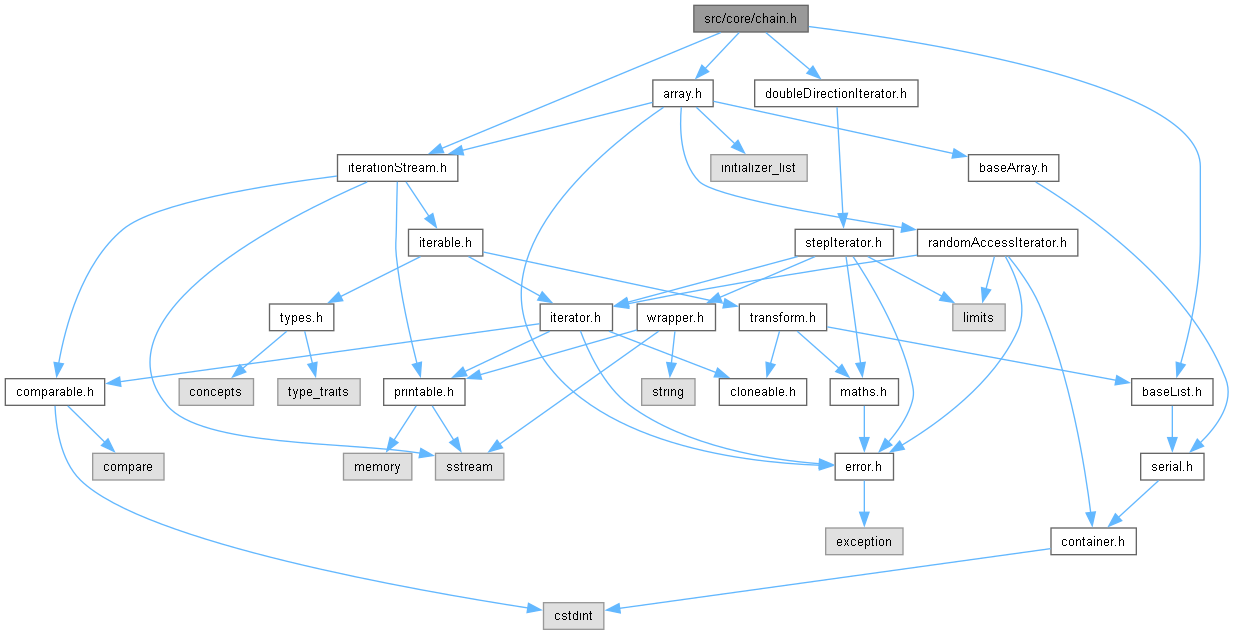 src/core/chain.h
array.h
doubleDirectionIterator.h
iterationStream.h
initializer_list
baseArray.h
iterable.h
stepIterator.h
randomAccessIterator.h
types.h
iterator.h
wrapper.h
transform.h
limits
comparable.h
concepts
type_traits
printable.h
string
cloneable.h
maths.h
baseList.h
compare
memory
sstream
error.h
serial.h
exception
container.h
cstdint